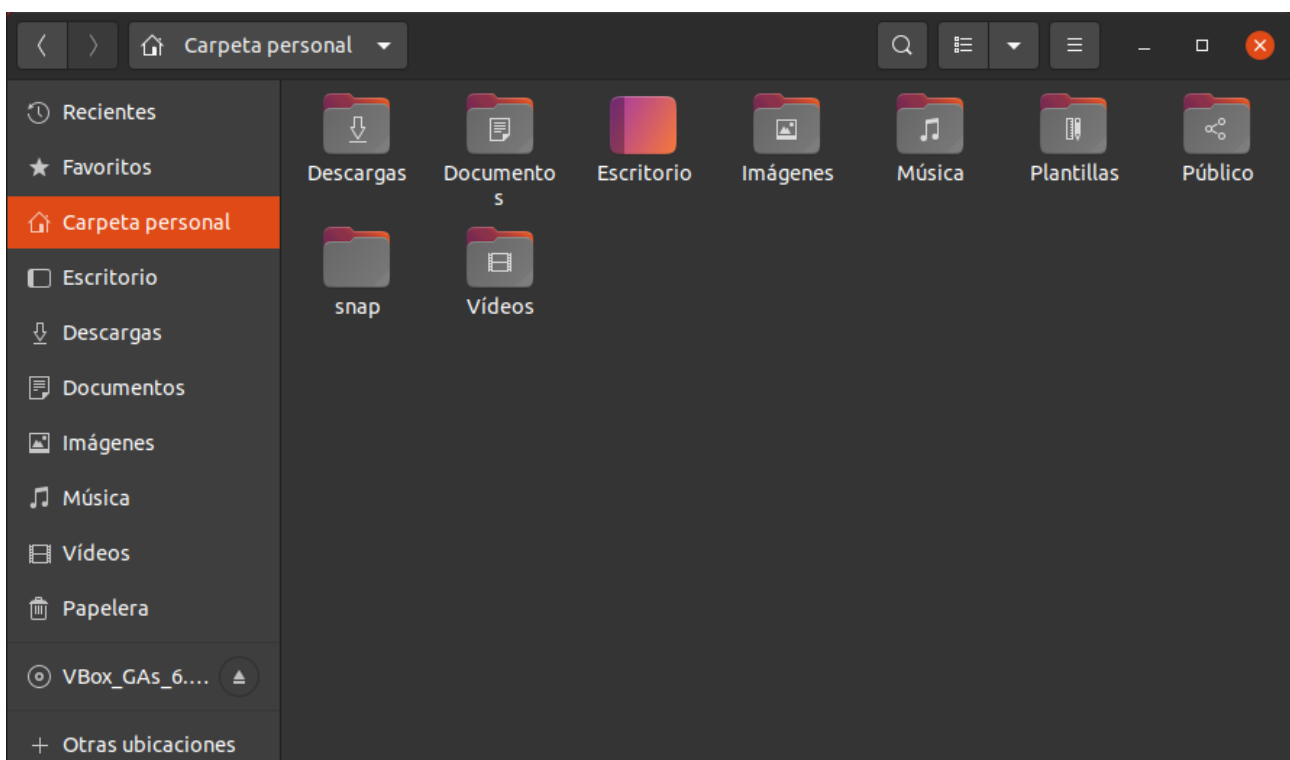 Carpeta personal
Recientes
Favoritos
Carpeta personal
Escritorio
Descargas
Documentos
Imágenes
Música
Vídeos
Papelera
VBox_GAs_6....
Otras ubicaciones
Descargas
Documento
s
Escritorio
Imágenes
Música
Plantillas
Público
snap
Vídeos